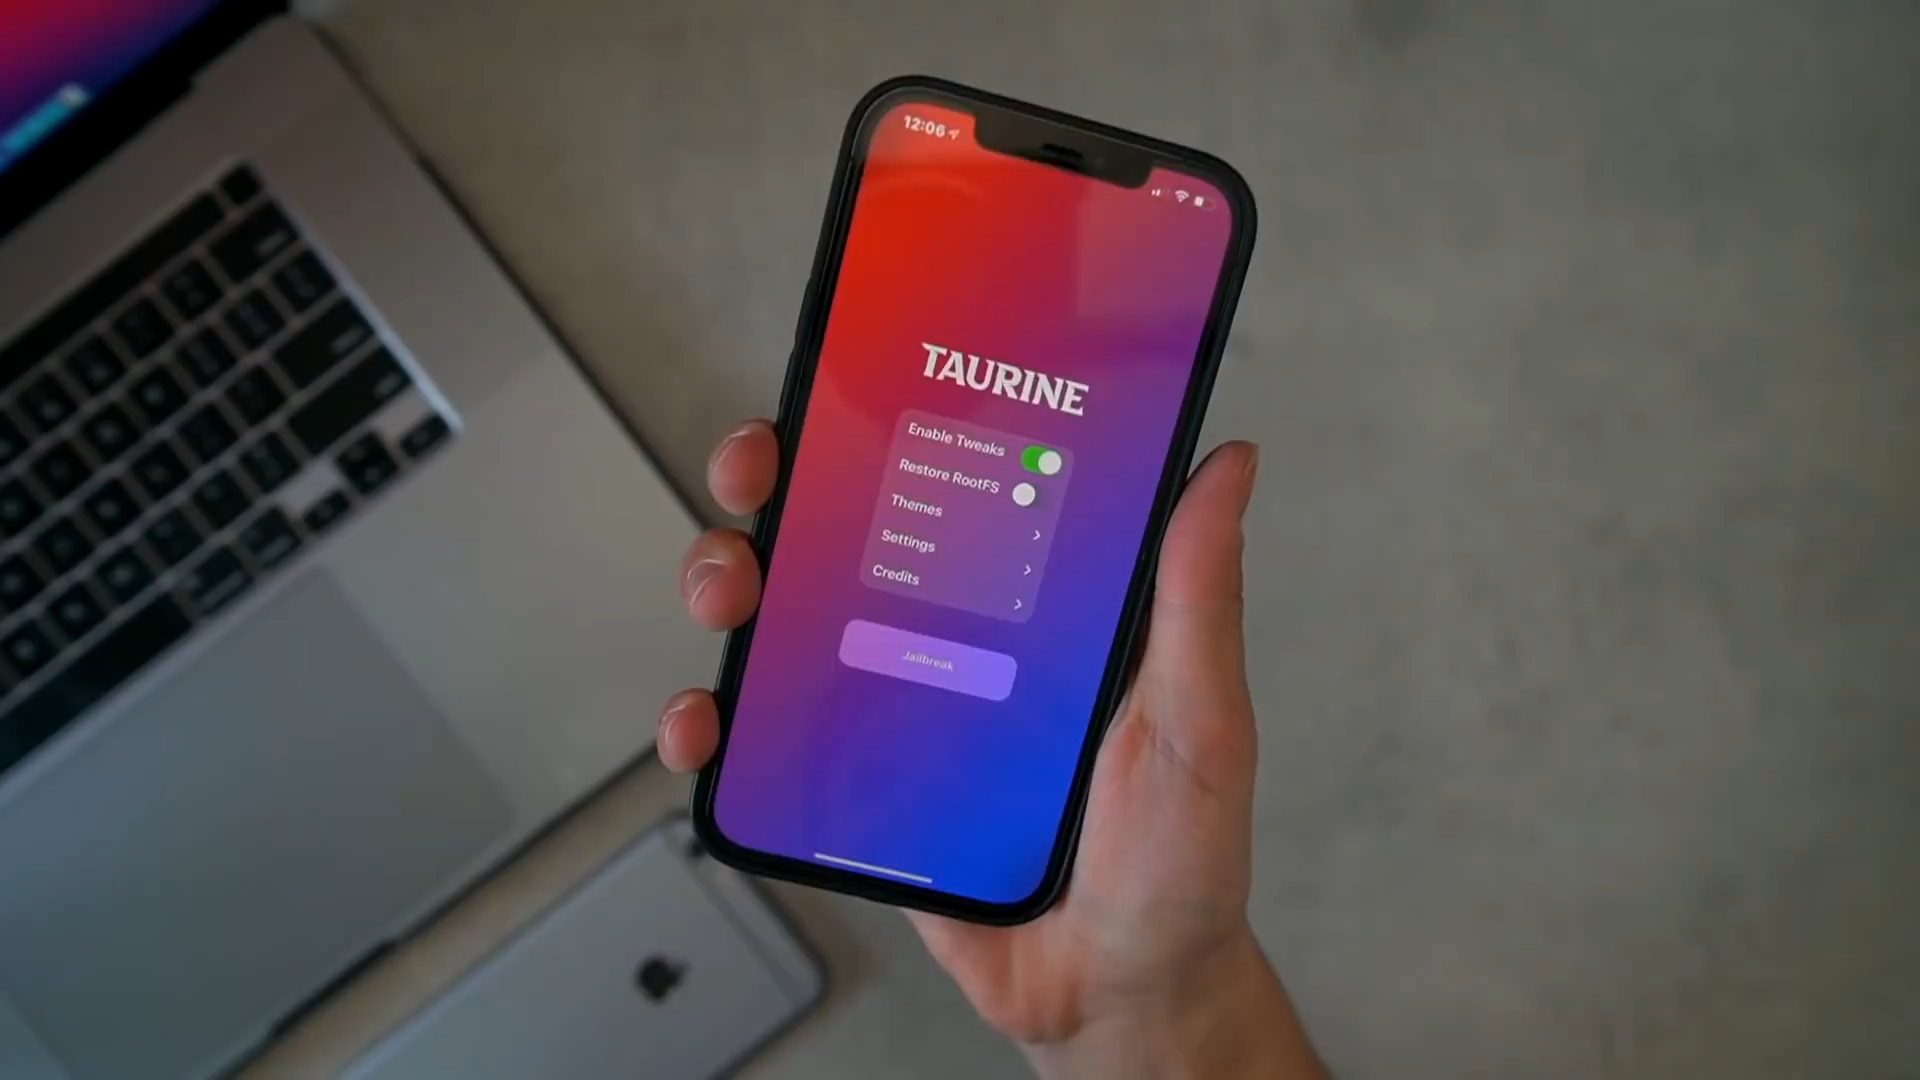 12:06
TAURINE
Enable Tweaks
Restore RootFS
Themes
Settings
Credits
Jailbreak